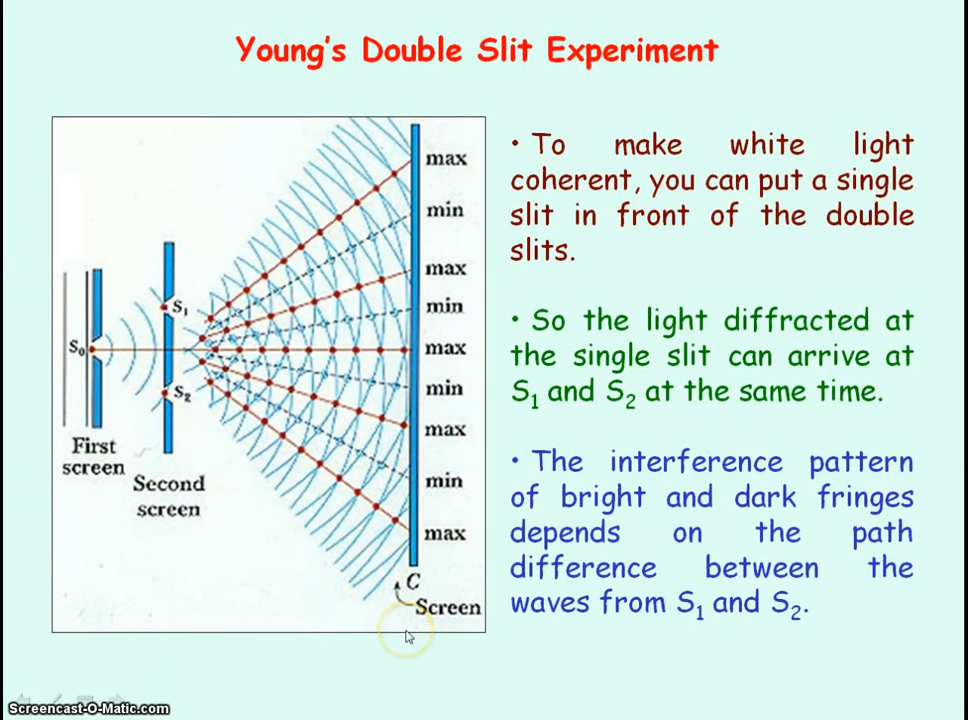 Young's Double Slit Experiment
max
min
max
min
max
min
max
min
max
S₀
S₁
S₂
First
screen
Second
screen
C
Screen
• To make white light
coherent, you can put a single
slit in front of the double
slits.
• So the light diffracted at
the single slit can arrive at
S₁ and S₂ at the same time.
• The interference pattern
of bright and dark fringes
depends on the path
difference between the
waves from S₁ and S₂.
Screencast-O-Matic.com